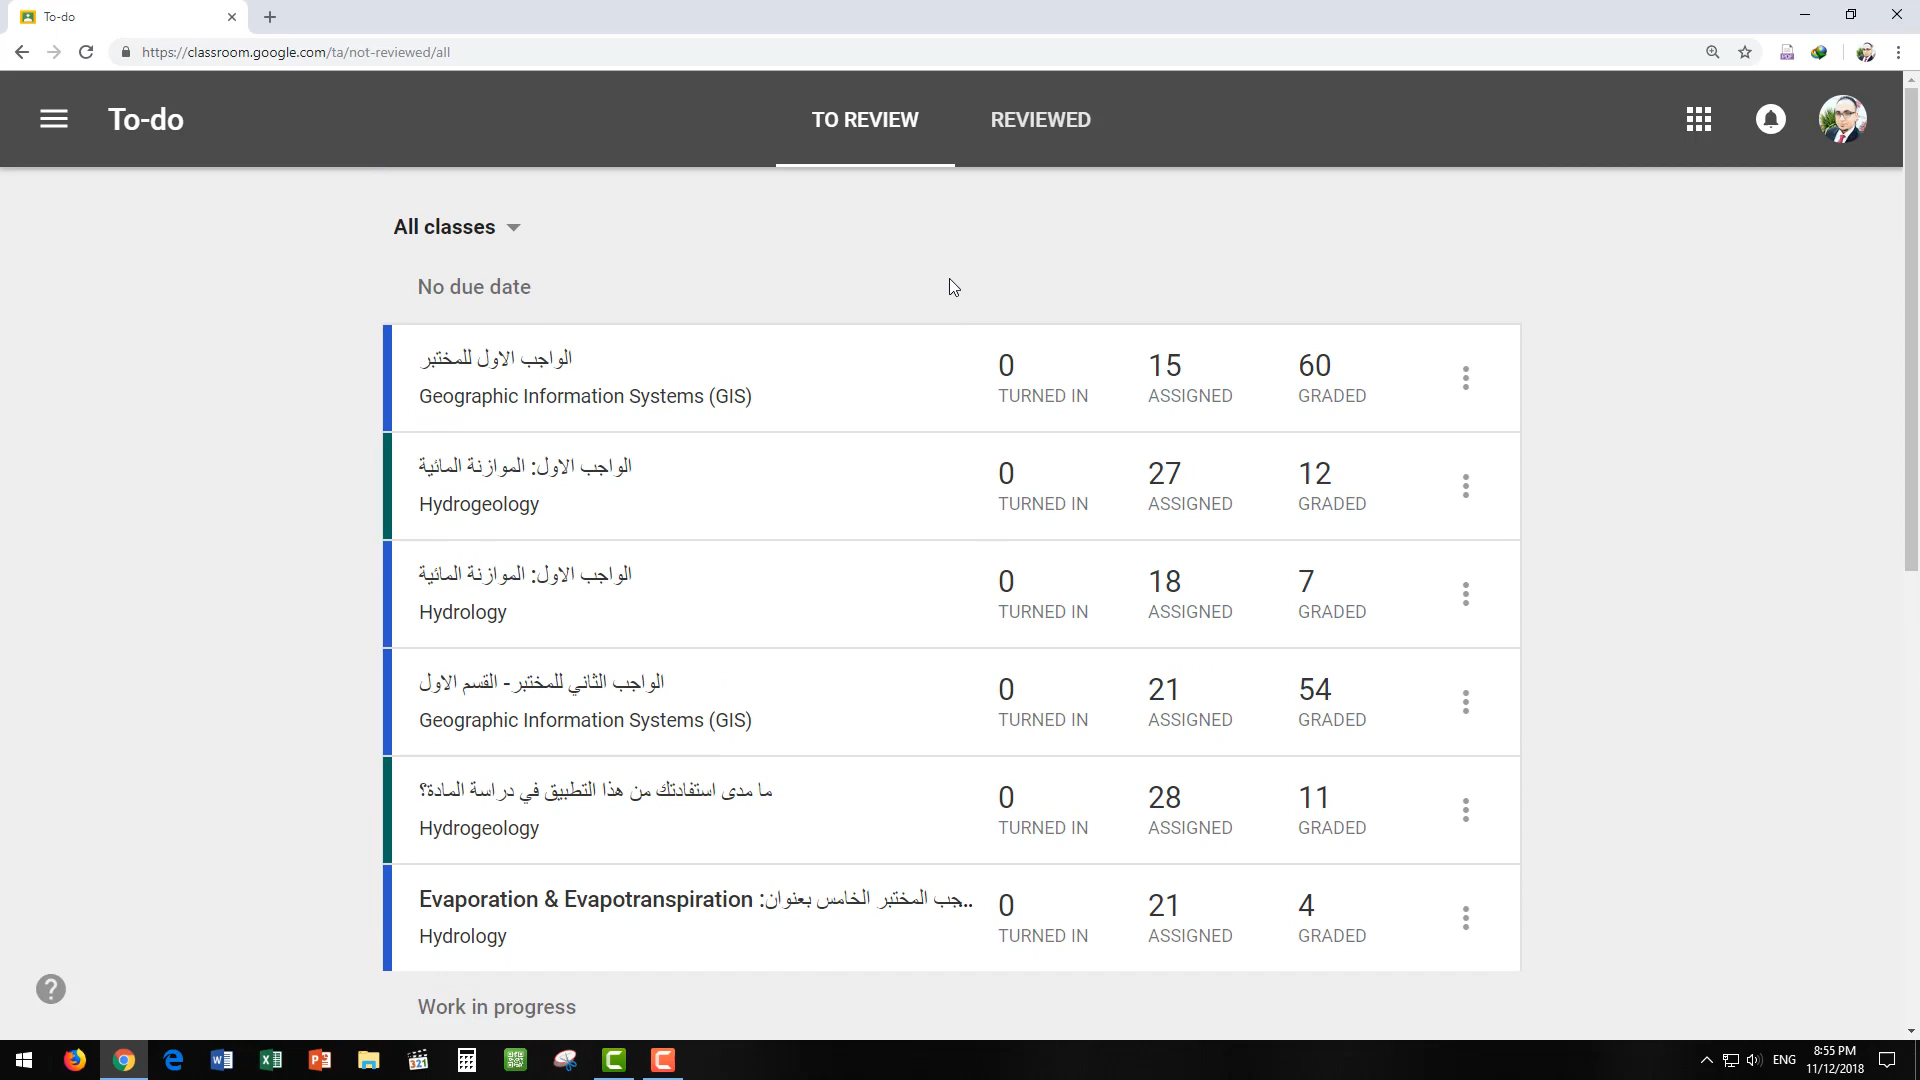 To-do
https://classroom.google.com/ta/not-reviewed/all
To-do
TO REVIEW
REVIEWED
All classes
No due date
الواجب الاول للمختبر
Geographic Information Systems (GIS)
0
TURNED IN
15
ASSIGNED
60
GRADED
الواجب الاول: الموازنة المائية
Hydrogeology
0
TURNED IN
27
ASSIGNED
12
GRADED
الواجب الاول: الموازنة المائية
Hydrology
0
TURNED IN
18
ASSIGNED
7
GRADED
الواجب الثاني للمختبر- القسم الاول
Geographic Information Systems (GIS)
0
TURNED IN
21
ASSIGNED
54
GRADED
ما مدى استفادتك من هذا التطبيق في دراسة المادة؟
Hydrogeology
0
TURNED IN
28
ASSIGNED
11
GRADED
Evaporation & Evapotranspiration :جب المختبر الخامس بعنوان...
Hydrology
0
TURNED IN
21
ASSIGNED
4
GRADED
Work in progress
ENG
8:55 PM
11/12/2018